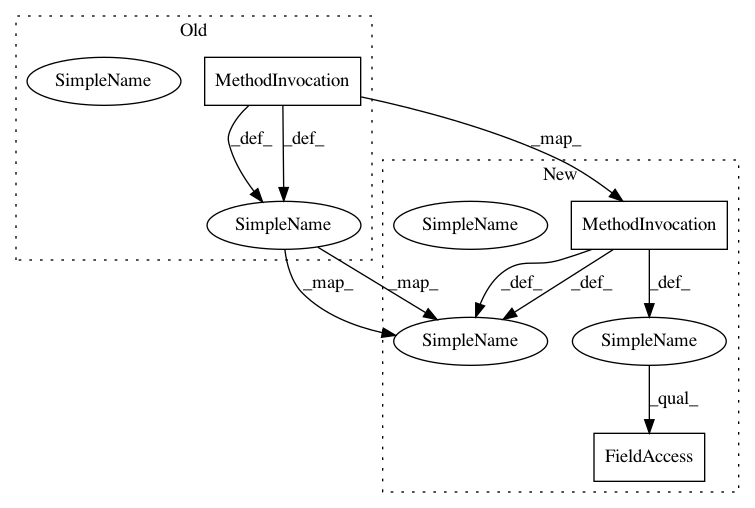 Old
SimpleName
MethodInvocation
_def_
_def_
_map_
New
SimpleName
SimpleName
MethodInvocation
_map_
_map_
_def_
_def_
_def_
SimpleName
SimpleName
_qual_
FieldAccess